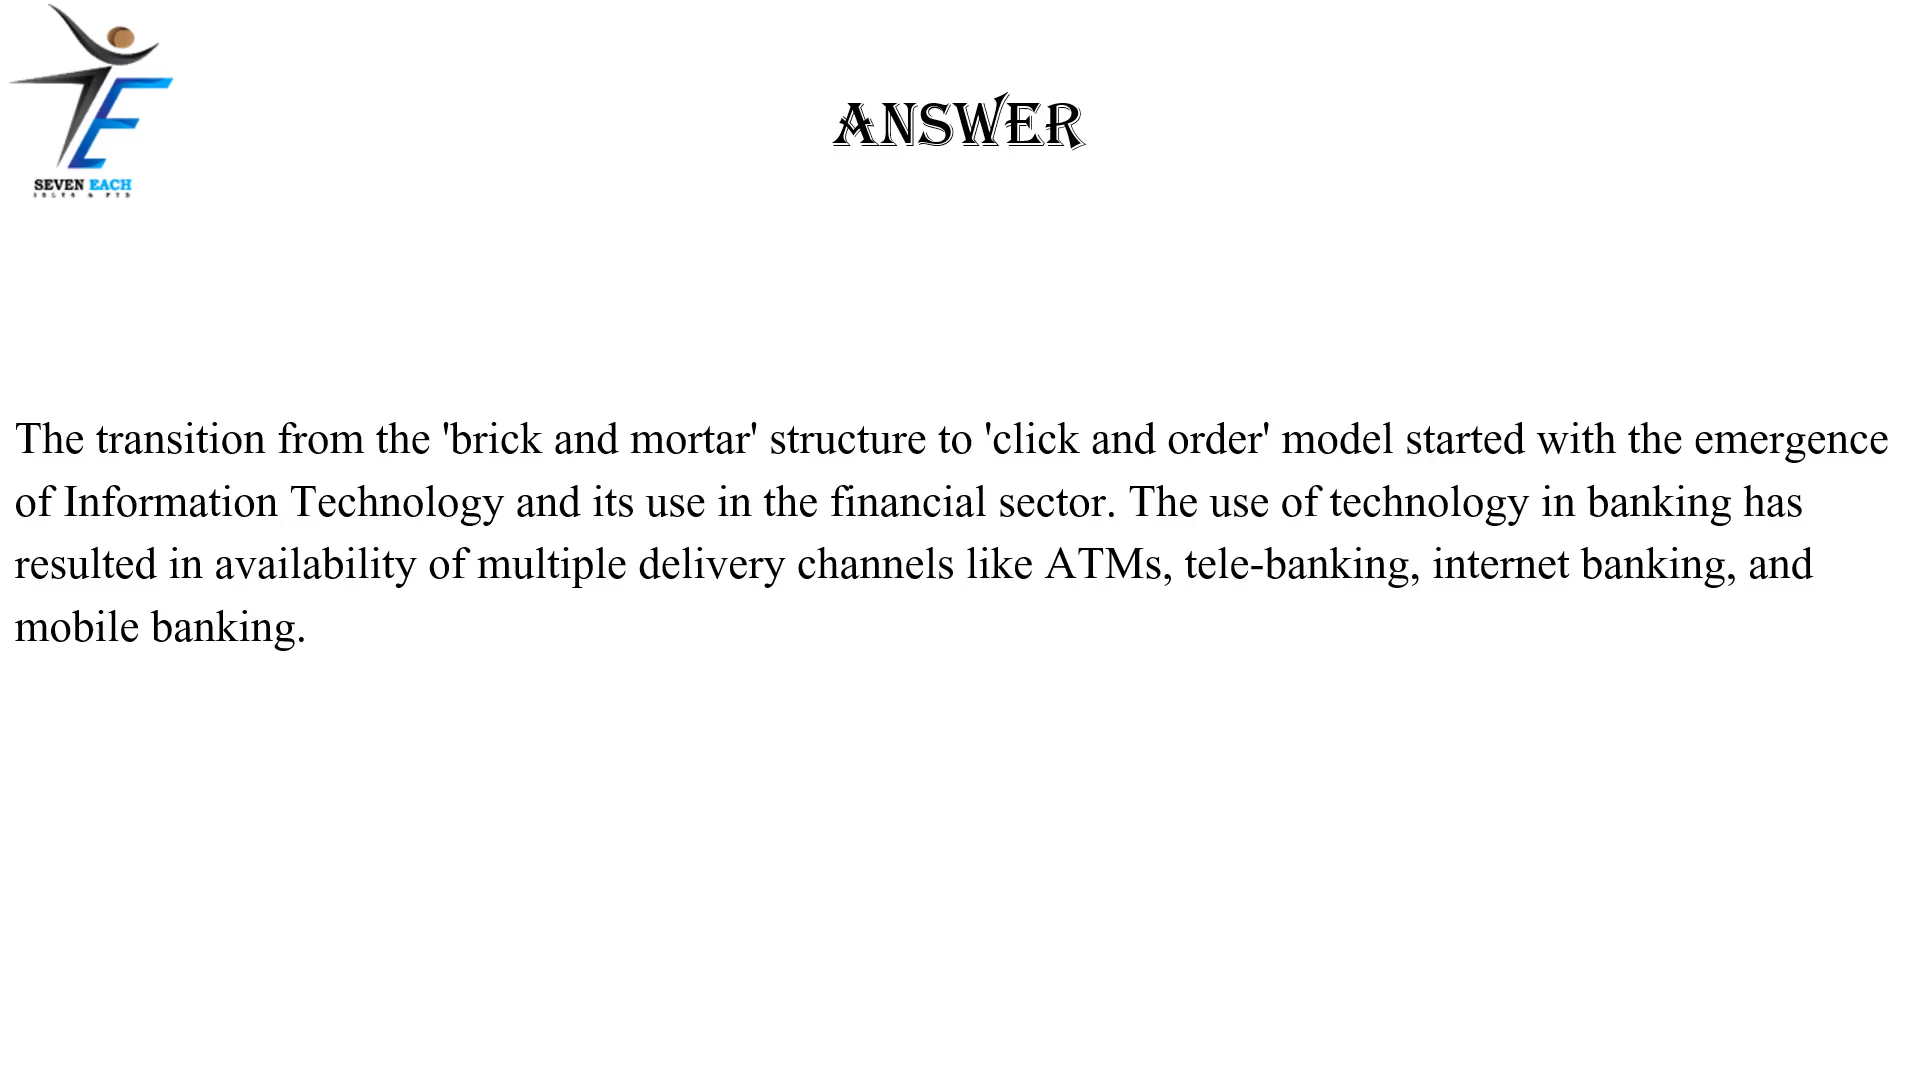 SEVEN EACH
IELTS & PTE
ANSWER
The transition from the 'brick and mortar' structure to 'click and order' model started with the emergence
of Information Technology and its use in the financial sector. The use of technology in banking has
resulted in availability of multiple delivery channels like ATMs, tele-banking, internet banking, and
mobile banking.